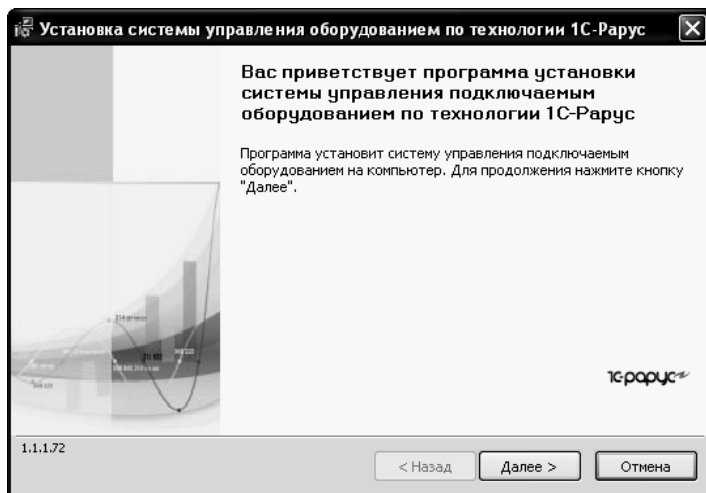 Установка системы управления оборудованием по технологии 1С-Рарус
Вас приветствует программа установки
системы управления подключаемым
оборудованием по технологии 1С-Рарус
Программа установит систему управления подключаемым
оборудованием на компьютер. Для продолжения нажмите кнопку
"Далее".
1С-рарус
1.1.1.72
< Назад
Далее >
Отмена